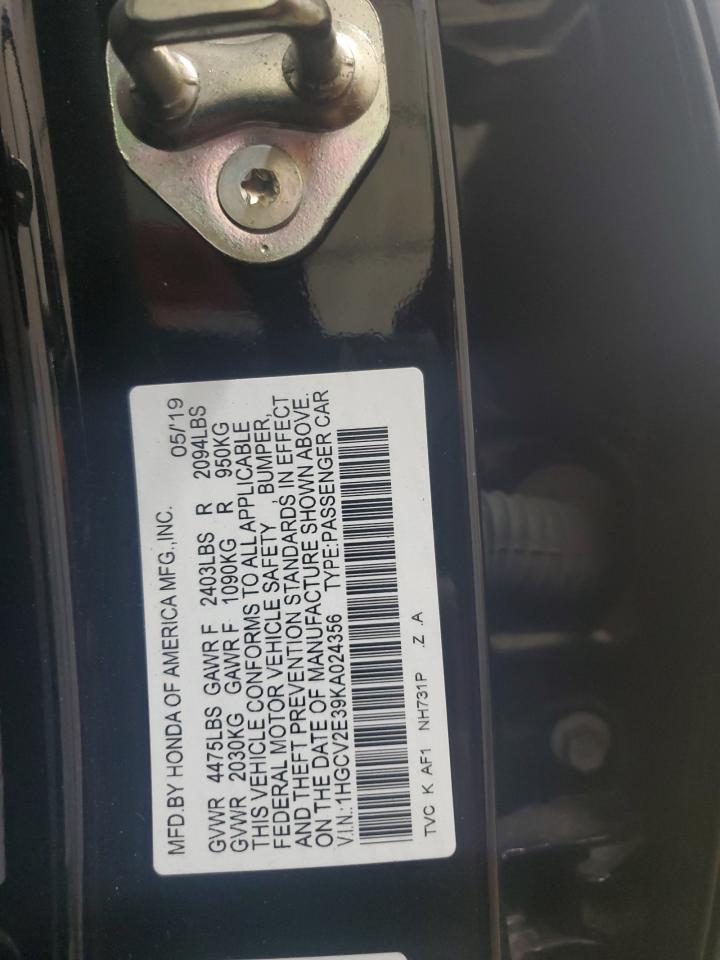 MFD.BY HONDA OF AMERICA MFG.,INC. 05/'19
GVWR 4475LBS GAWR F 2403LBS R 2094LBS
GVWR 2030KG GAWR F 1090KG R 950KG
THIS VEHICLE CONFORMS TO ALL APPLICABLE
FEDERAL MOTOR VEHICLE SAFETY , BUMPER,
AND THEFT PREVENTION STANDARDS IN EFFECT
ON THE DATE OF MANUFACTURE SHOWN ABOVE.
V.I.N.:1HGCV2E39KA024356 TYPE:PASSENGER CAR
TVC K AF1 NH731P .Z .A